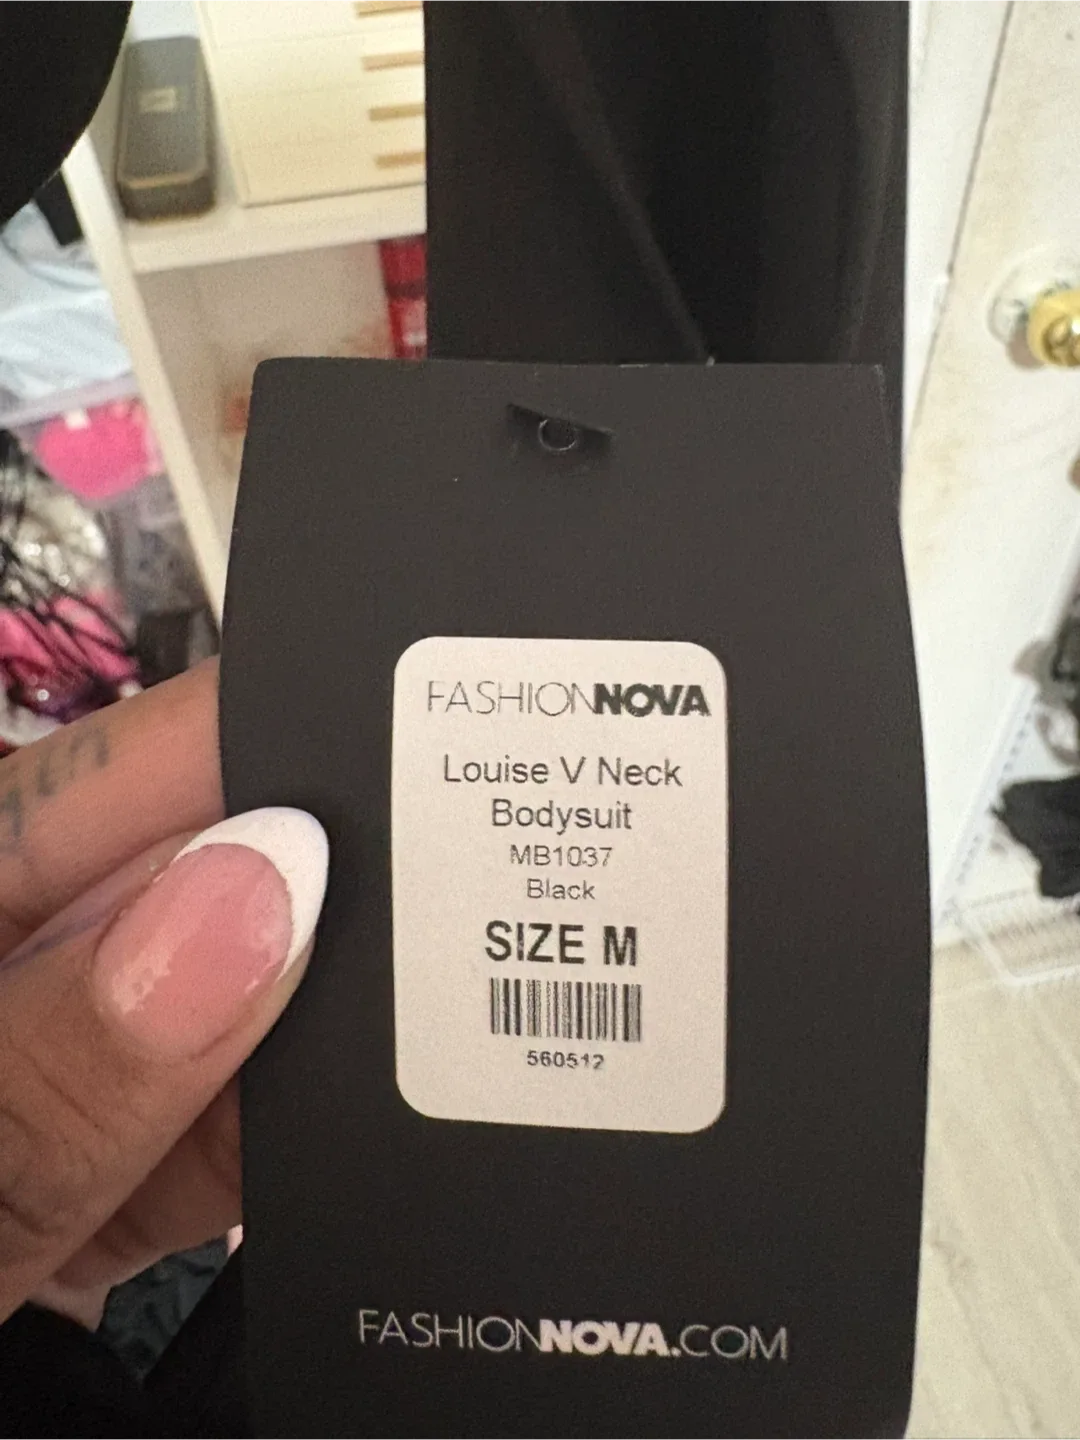 FASHIONNOVA
Louise V Neck
Bodysuit
MB1037
Black
SIZE M
560512
FASHIONNOVA.COM